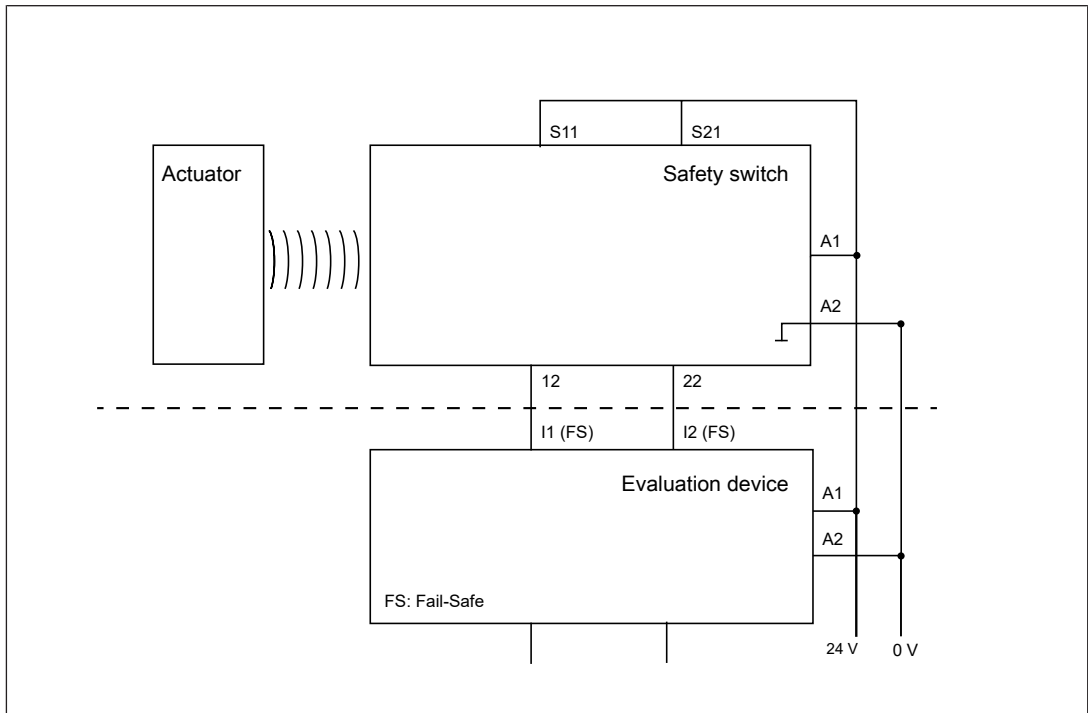 S11
S21
Actuator
Safety switch
A1
A2
12
22
I1 (FS)
I2 (FS)
Evaluation device
A1
A2
FS: Fail-Safe
24 V
0 V